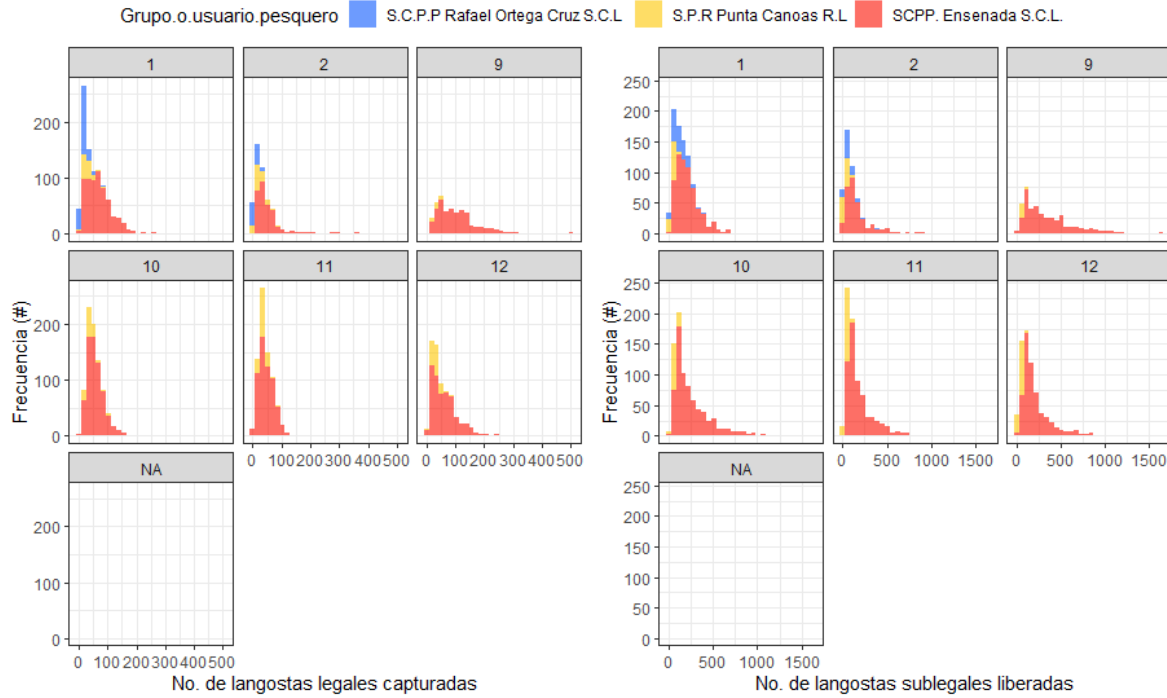 Grupo.o.usuario.pesquero S.C.P.P Rafael Ortega Cruz S.C.L S.P.R Punta Canoas R.L SCPP. Ensenada S.C.L.
Frecuencia (#)
1 2 9
200
100
0
10 11 12
200
100
0
NA
200
100
0
0 100 200 300 400 500
0 100 200 300 400 500
0 100 200 300 400 500
No. de langostas legales capturadas
Frecuencia (#)
1 2 9
250
200
150
100
50
0
10 11 12
250
200
150
100
50
0
NA
250
200
150
100
50
0
0 500 1000 1500
0 500 1000 1500
0 500 1000 1500
No. de langostas sublegales liberadas